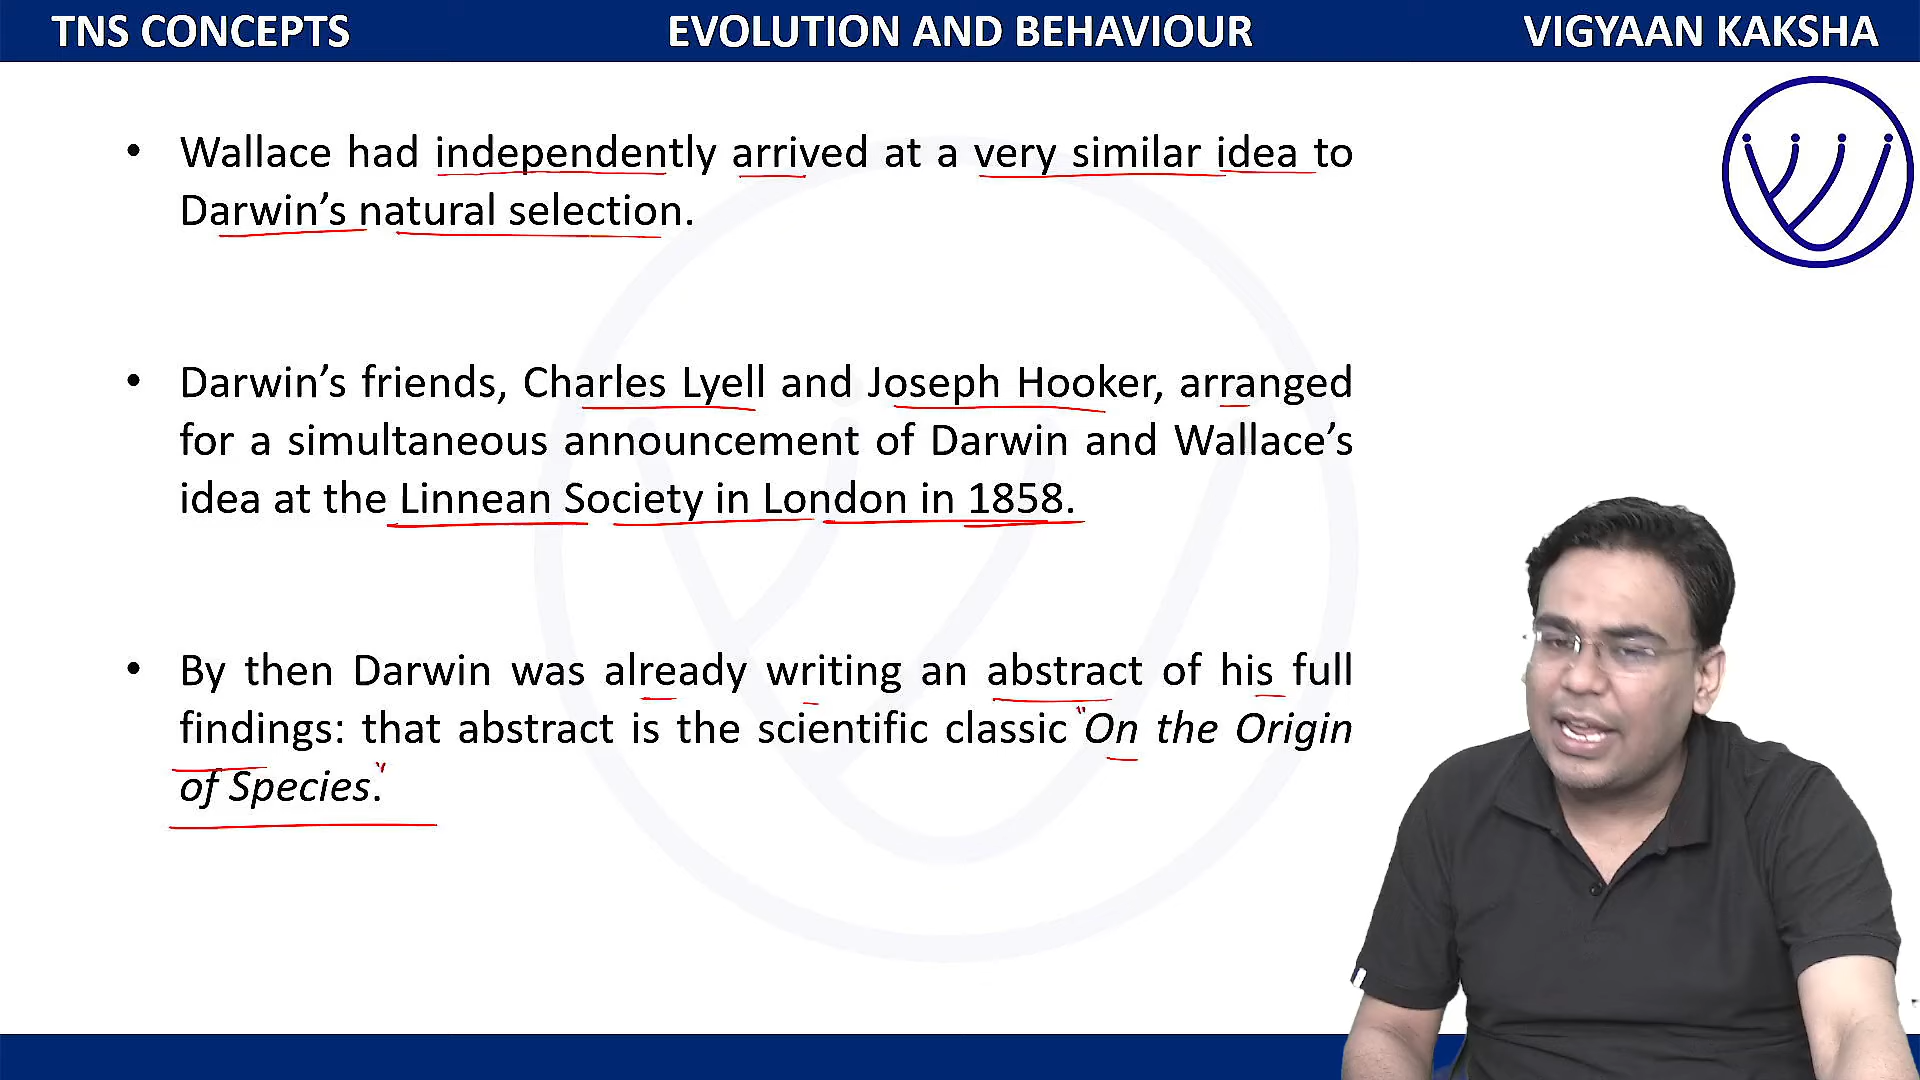 TNS CONCEPTS EVOLUTION AND BEHAVIOUR VIGYAAN KAKSHA
• Wallace had independently arrived at a very similar idea to
Darwin’s natural selection.
• Darwin’s friends, Charles Lyell and Joseph Hooker, arranged
for a simultaneous announcement of Darwin and Wallace’s
idea at the Linnean Society in London in 1858.
• By then Darwin was already writing an abstract of his full
findings: that abstract is the scientific classic "On the Origin
of Species."